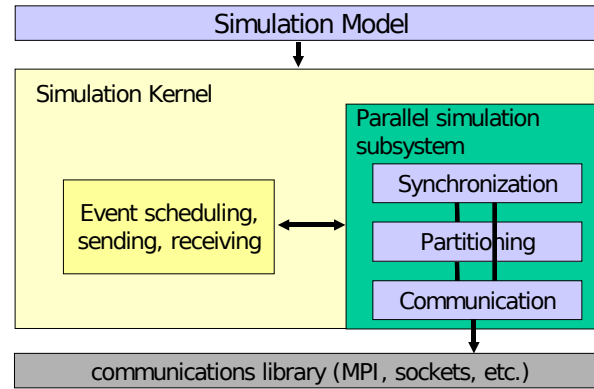 Simulation Model
Simulation Kernel
Parallel simulation
subsystem
Synchronization
Event scheduling,
sending, receiving
Partitioning
Communication
communications library (MPI, sockets, etc.)